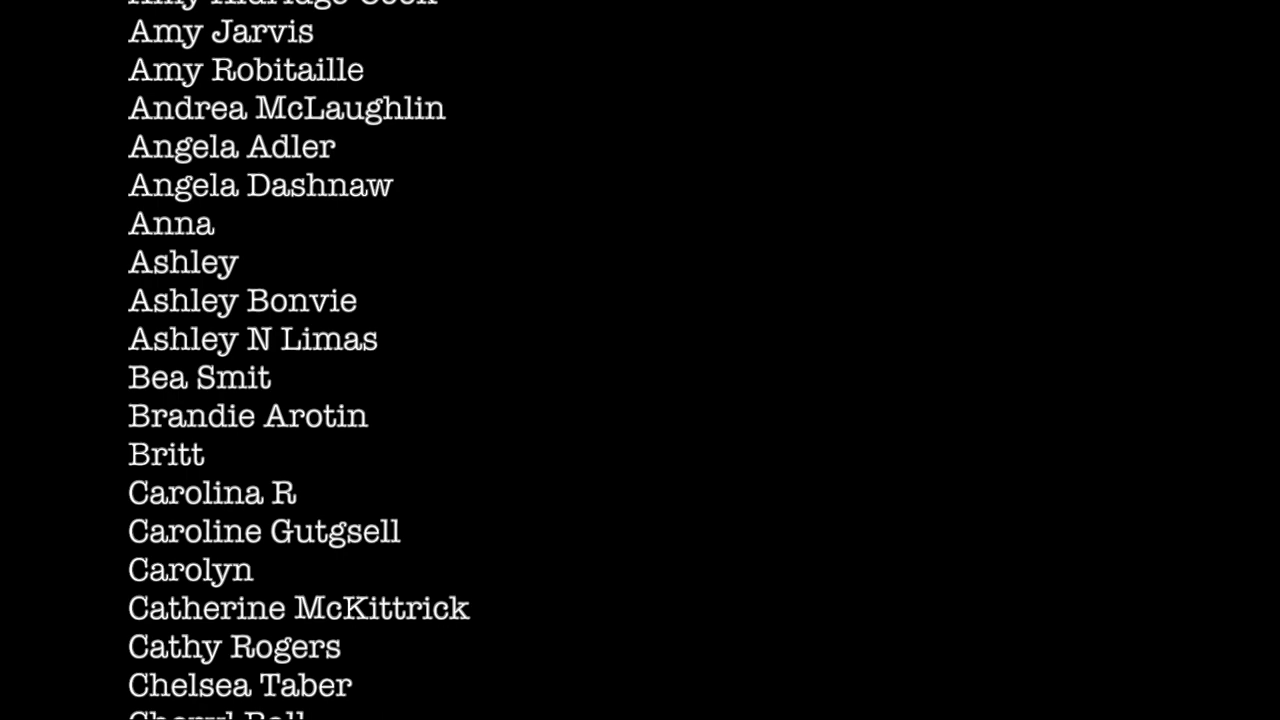 Amy Jarvis
Amy Robitaille
Andrea McLaughlin
Angela Adler
Angela Dashnaw
Anna
Ashley
Ashley Bonvie
Ashley N Limas
Bea Smit
Brandie Arotin
Britt
Carolina R
Caroline Gutgsell
Carolyn
Catherine McKittrick
Cathy Rogers
Chelsea Taber